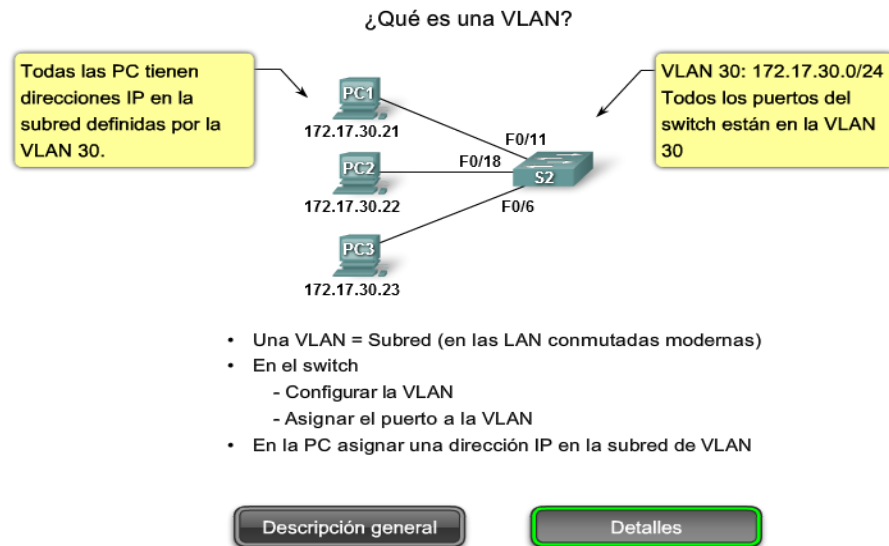 ¿Qué es una VLAN?
Todas las PC tienen
direcciones IP en la
subred definidas por la
VLAN 30.
VLAN 30: 172.17.30.0/24
Todos los puertos del
switch están en la VLAN
30
PC1
172.17.30.21
F0/11
PC2
F0/18
S2
172.17.30.22
F0/6
PC3
172.17.30.23
• Una VLAN = Subred (en las LAN conmutadas modernas)
• En el switch
- Configurar la VLAN
- Asignar el puerto a la VLAN
• En la PC asignar una dirección IP en la subred de VLAN
Descripción general
Detalles